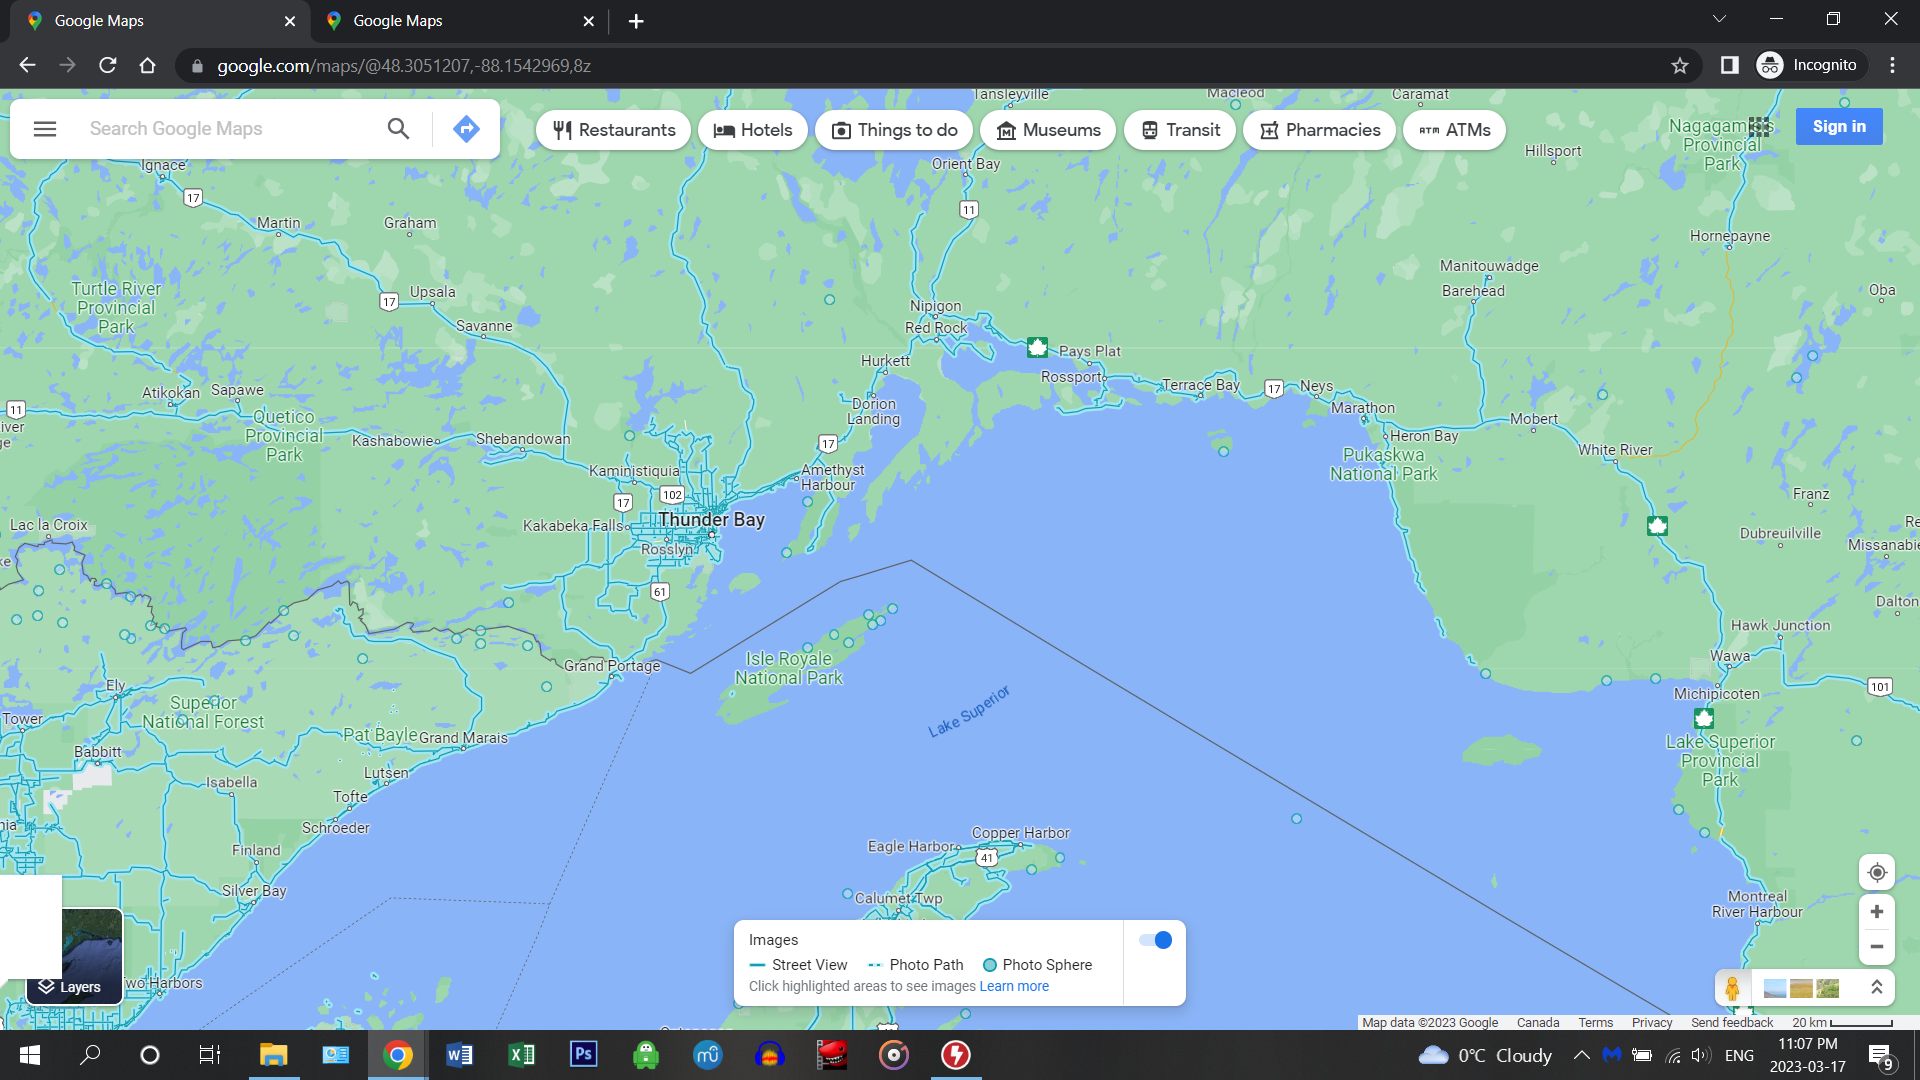 Google Maps
Google Maps
google.com/maps/@48.3051207,-88.1542969,8z
Incognito
Search Google Maps
Restaurants
Hotels
Things to do
Museums
Transit
Pharmacies
ATM ATMs
Sign in
Tansleyville
Macleod
Caramat
Nagagamisis
Provincial
Park
Hillsport
Orient Bay
Ignace
17
11
Martin
Graham
Hornepayne
Manitouwadge
Barehead
Oba
Turtle River
Provincial
Park
17
Upsala
Savanne
Nipigon
Red Rock
Hurkett
Pays Plat
Rossport
Terrace Bay
17
Neys
Marathon
Heron Bay
Mobert
White River
Pukaskwa
National Park
Atikokan
Sapawe
11
Quetico
Provincial
Park
Kashabowie
Shebandowan
Dorion
Landing
17
Amethyst
Harbour
Kaministiquia
102
17
Thunder Bay
Kakabeka Falls
Rosslyn
61
Lac la Croix
Franz
Dubreuilville
Missanabie
Dalton
Hawk Junction
Wawa
Michipicoten
101
Lake Superior
Provincial
Park
Grand Portage
Isle Royale
National Park
Lake Superior
Ely
Superior
National Forest
Tower
Babbitt
Pat Bayle
Grand Marais
Isabella
Lutsen
Tofte
Schroeder
Finland
Silver Bay
Two Harbors
Copper Harbor
Eagle Harbor
41
Calumet Twp
Montreal
River Harbour
Layers
Images
Street View
Photo Path
Photo Sphere
Click highlighted areas to see images Learn more
Map data ©2023 Google
Canada
Terms
Privacy
Send feedback
20 km
0°C Cloudy
ENG
11:07 PM
2023-03-17
9